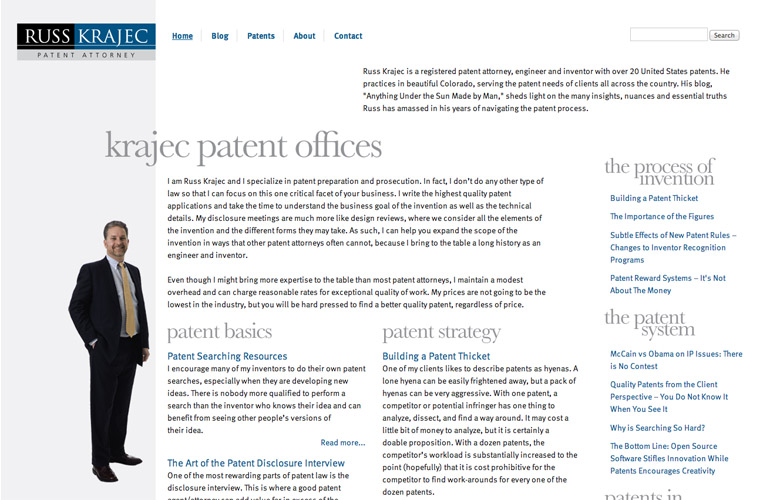 RUSS KRAJEC
PATENT ATTORNEY
Home
Blog
Patents
About
Contact
Search
Russ Krajec is a registered patent attorney, engineer and inventor with over 20 United States patents. He
practices in beautiful Colorado, serving the patent needs of clients all across the country. His blog,
"Anything Under the Sun Made by Man," sheds light on the many insights, nuances and essential truths
Russ has amassed in his years of navigating the patent process.
krajec patent offices
I am Russ Krajec and I specialize in patent preparation and prosecution. In fact, I don't do any other type of
law so that I can focus on this one critical facet of your business. I write the highest quality patent
applications and take the time to understand the business goal of the invention as well as the technical
details. My disclosure meetings are much more like design reviews, where we consider all the elements of
the invention and the different forms they may take. As such, I can help you expand the scope of the
invention in ways that other patent attorneys often cannot, because I bring to the table a long history as an
engineer and inventor.
Even though I might bring more expertise to the table than most patent attorneys, I maintain a modest
overhead and can charge reasonable rates for exceptional quality of work. My prices are not going to be the
lowest in the industry, but you will be hard pressed to find a better quality patent, regardless of price.
patent basics
Patent Searching Resources
I encourage many of my inventors to do their own patent
searches, especially when they are developing new
ideas. There is nobody more qualified to perform a
search than the inventor who knows their idea and can
benefit from seeing other people's versions of
their idea.
Read more...
The Art of the Patent Disclosure Interview
One of the most rewarding parts of patent law is the
disclosure interview. This is where a good patent
agent/attorney can add value far in excess of the
patent strategy
Building a Patent Thicket
One of my clients likes to describe patents as hyenas. A
lone hyena can be easily frightened away, but a pack of
hyenas can be very aggressive. With one patent, a
competitor or potential infringer has one thing to
analyze, dissect, and find a way around. It may cost a
little bit of money to analyze, but it is certainly a
doable proposition. With a dozen patents, the
competitor's workload is substantially increased to the
point (hopefully) that it is cost prohibitive for the
competitor to find work-arounds for every one of the
dozen patents.
the process of
invention
Building a Patent Thicket
The Importance of the Figures
Subtle Effects of New Patent Rules –
Changes to Inventor Recognition
Programs
Patent Reward Systems – It's Not
About The Money
the patent
system
McCain vs Obama on IP Issues: There
is No Contest
Quality Patents from the Client
Perspective – You Do Not Know It
When You See It
Why is Searching So Hard?
The Bottom Line: Open Source
Software Stifles Innovation While
Patents Encourages Creativity
patents in